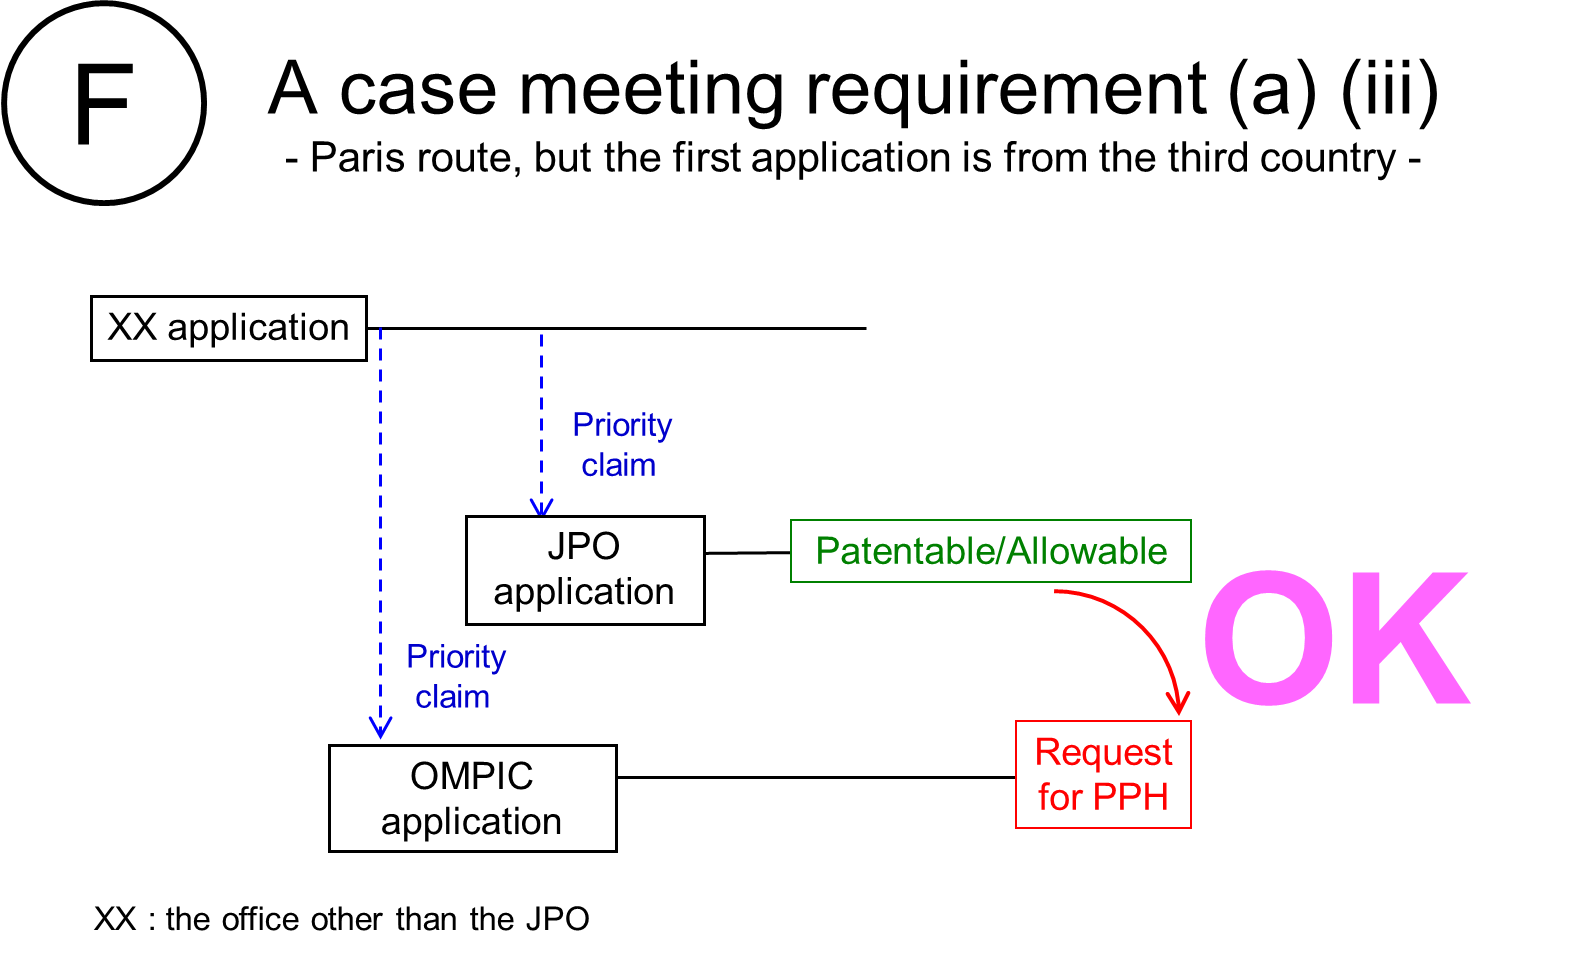 F
A case meeting requirement (a) (iii)
- Paris route, but the first application is from the third country -
XX application
Priority
claim
JPO
application
Patentable/Allowable
OK
Priority
claim
OMPIC
application
Request
for PPH
XX : the office other than the JPO